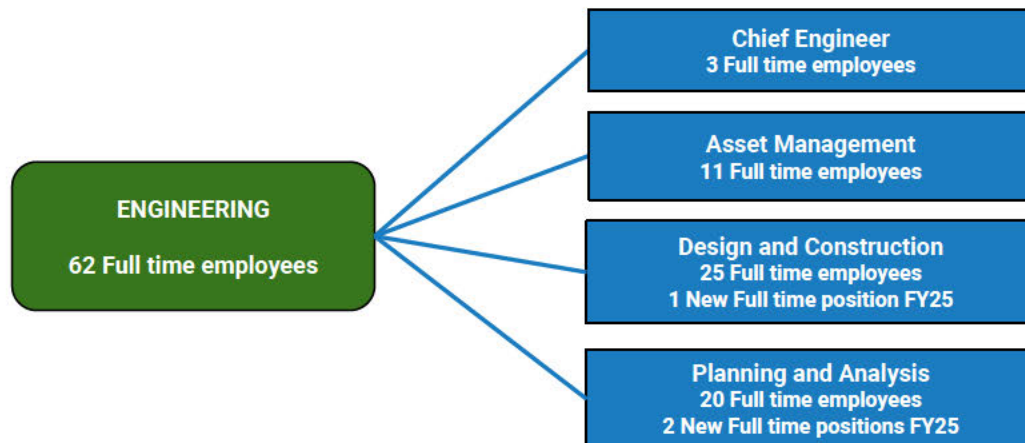 ENGINEERING
62 Full time employees
Chief Engineer
3 Full time employees
Asset Management
11 Full time employees
Design and Construction
25 Full time employees
1 New Full time position FY25
Planning and Analysis
20 Full time employees
2 New Full time positions FY25